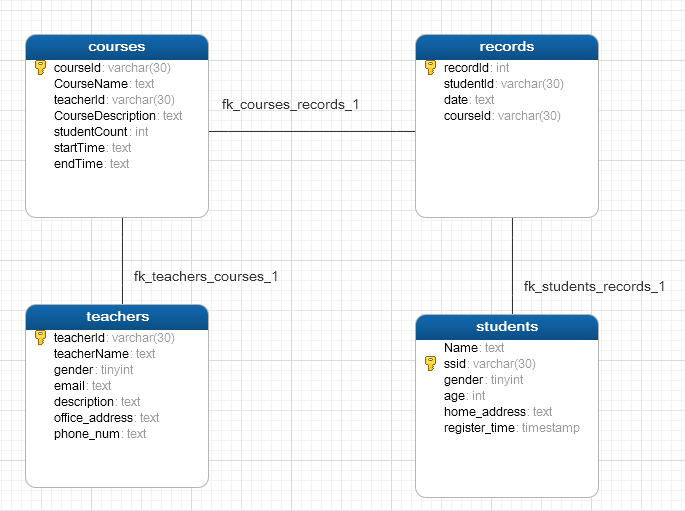 courses
courseId: varchar(30)
CourseName: text
teacherId: varchar(30)
CourseDescription: text
studentCount: int
startTime: text
endTime: text
fk_courses_records_1
records
recordId: int
studentId: varchar(30)
date: text
courseId: varchar(30)
fk_teachers_courses_1
fk_students_records_1
teachers
teacherId: varchar(30)
teacherName: text
gender: tinyint
email: text
description: text
office_address: text
phone_num: text
students
Name: text
ssid: varchar(30)
gender: tinyint
age: int
home_address: text
register_time: timestamp